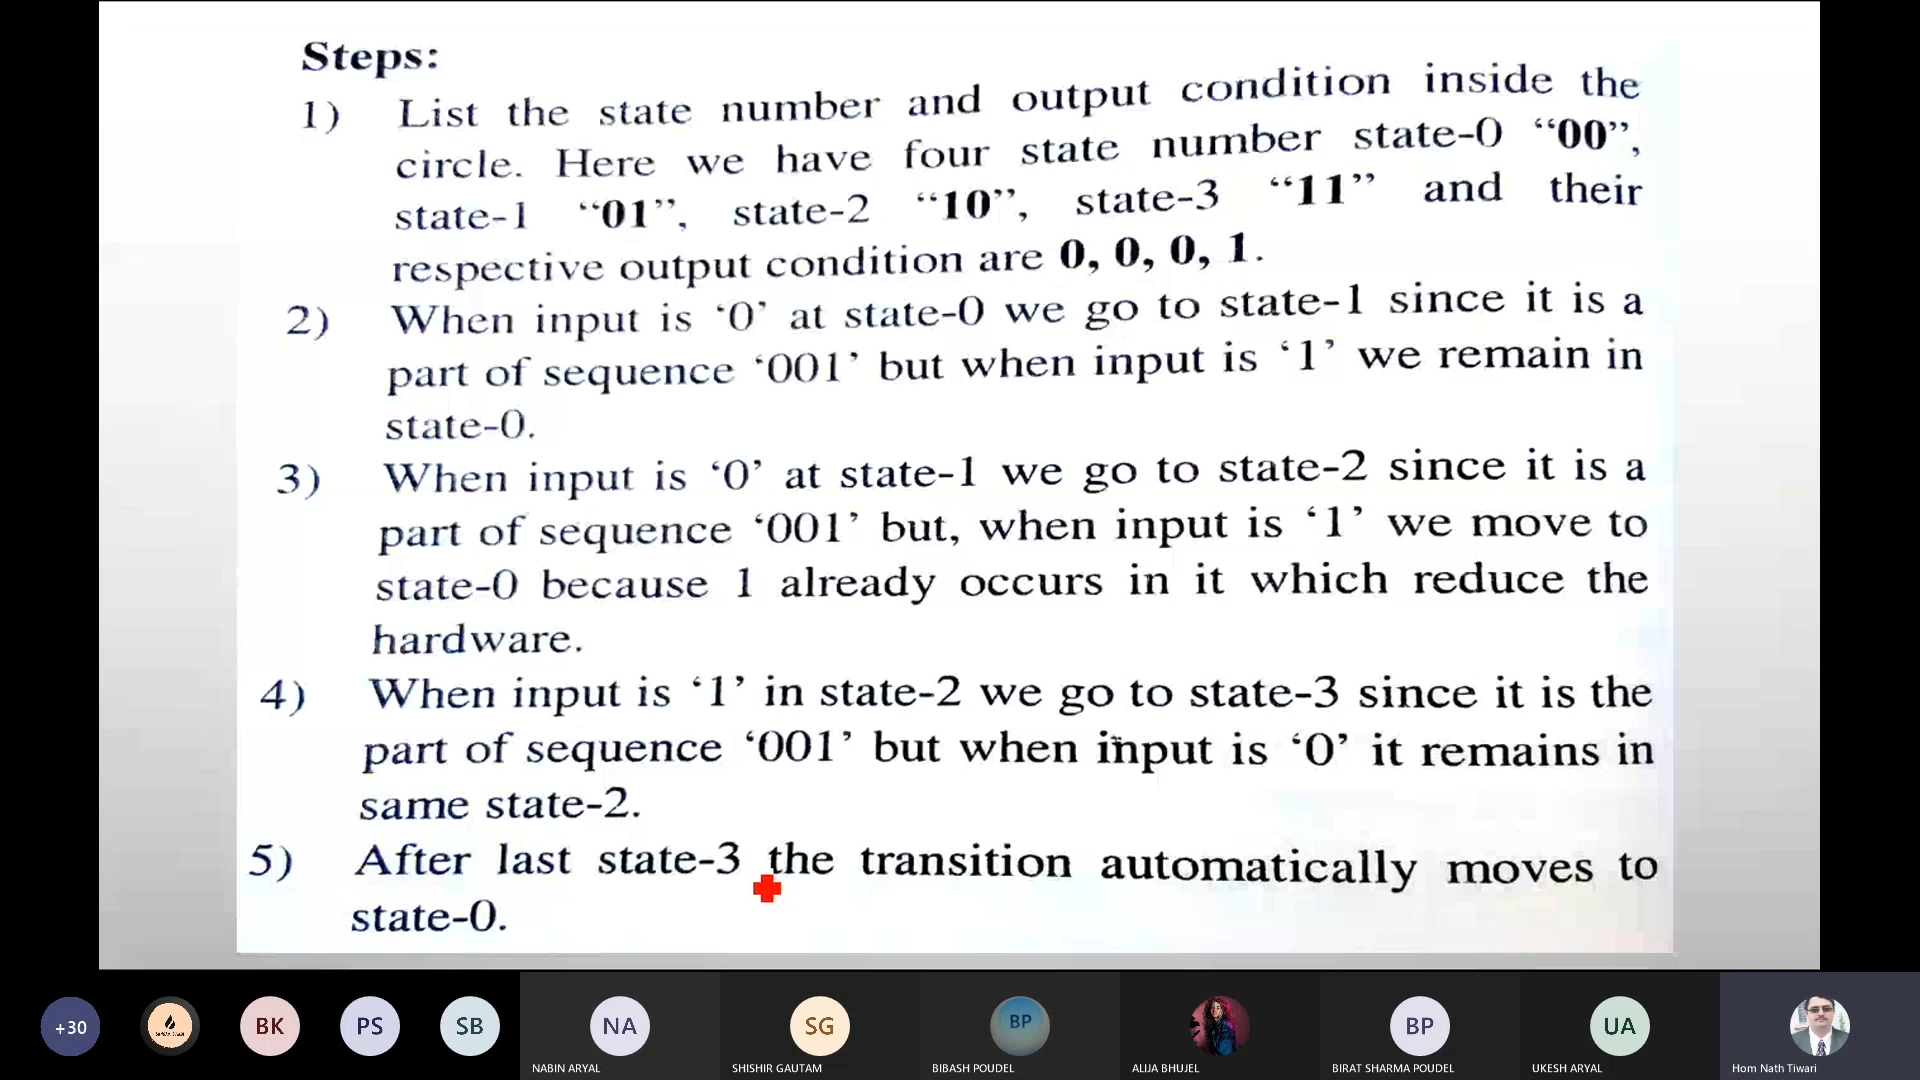 Steps:
1) List the state number and output condition inside the
circle. Here we have four state number state-0 “00”,
state-1 “01”, state-2 “10”, state-3 “11” and their
respective output condition are 0, 0, 0, 1.
2) When input is ‘0’ at state-0 we go to state-1 since it is a
part of sequence ‘001’ but when input is ‘1’ we remain in
state-0.
3) When input is ‘0’ at state-1 we go to state-2 since it is a
part of sequence ‘001’ but, when input is ‘1’ we move to
state-0 because 1 already occurs in it which reduce the
hardware.
4) When input is ‘1’ in state-2 we go to state-3 since it is the
part of sequence ‘001’ but when input is ‘0’ it remains in
same state-2.
5) After last state-3 the transition automatically moves to
state-0.
+30
BK
PS
SB
NA
SG
BP
BP
UA
NABIN ARYAL
SHISHIR GAUTAM
BIBASH POUDEL
ALIJA BHUJEL
BIRAT SHARMA POUDEL
UKESH ARYAL
Hom Nath Tiwari